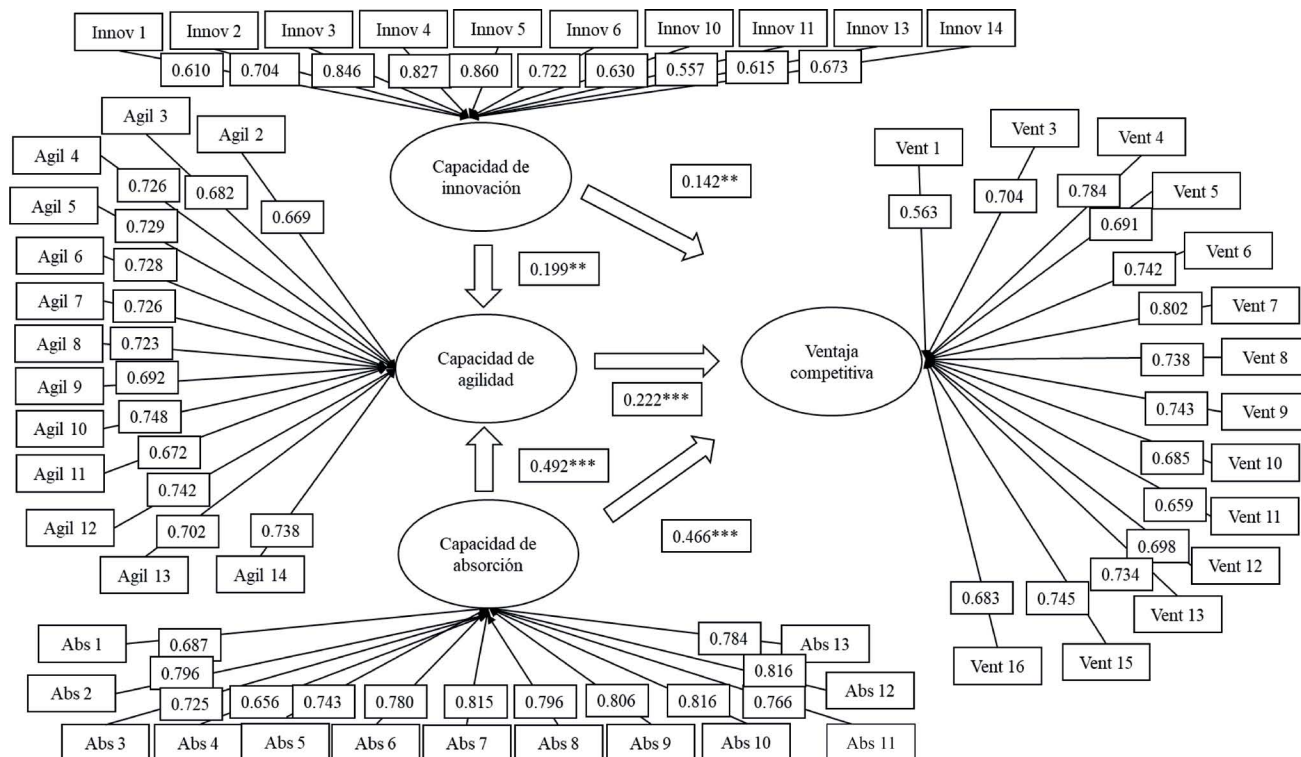 Innov 1
Innov 2
Innov 3
Innov 4
Innov 5
Innov 6
Innov 10
Innov 11
Innov 13
Innov 14
0.610
0.704
0.846
0.827
0.860
0.722
0.630
0.557
0.615
0.673
Agil 3
Agil 2
Agil 4
Agil 5
Agil 6
Agil 7
Agil 8
Agil 9
Agil 10
Agil 11
Agil 12
Agil 13
Agil 14
0.726
0.682
0.669
0.729
0.728
0.726
0.723
0.692
0.748
0.672
0.742
0.702
0.738
Capacidad de
innovación
0.142**
0.199**
Capacidad de
agilidad
0.222***
0.492***
Capacidad de
absorción
0.466***
Ventaja
competitiva
Vent 1
Vent 3
Vent 4
Vent 5
Vent 6
Vent 7
Vent 8
Vent 9
Vent 10
Vent 11
Vent 12
Vent 13
Vent 15
Vent 16
0.563
0.704
0.784
0.691
0.742
0.802
0.738
0.743
0.685
0.659
0.698
0.734
0.745
0.683
Abs 1
Abs 2
Abs 3
Abs 4
Abs 5
Abs 6
Abs 7
Abs 8
Abs 9
Abs 10
Abs 11
Abs 12
Abs 13
0.687
0.796
0.725
0.656
0.743
0.780
0.815
0.796
0.806
0.816
0.766
0.816
0.784